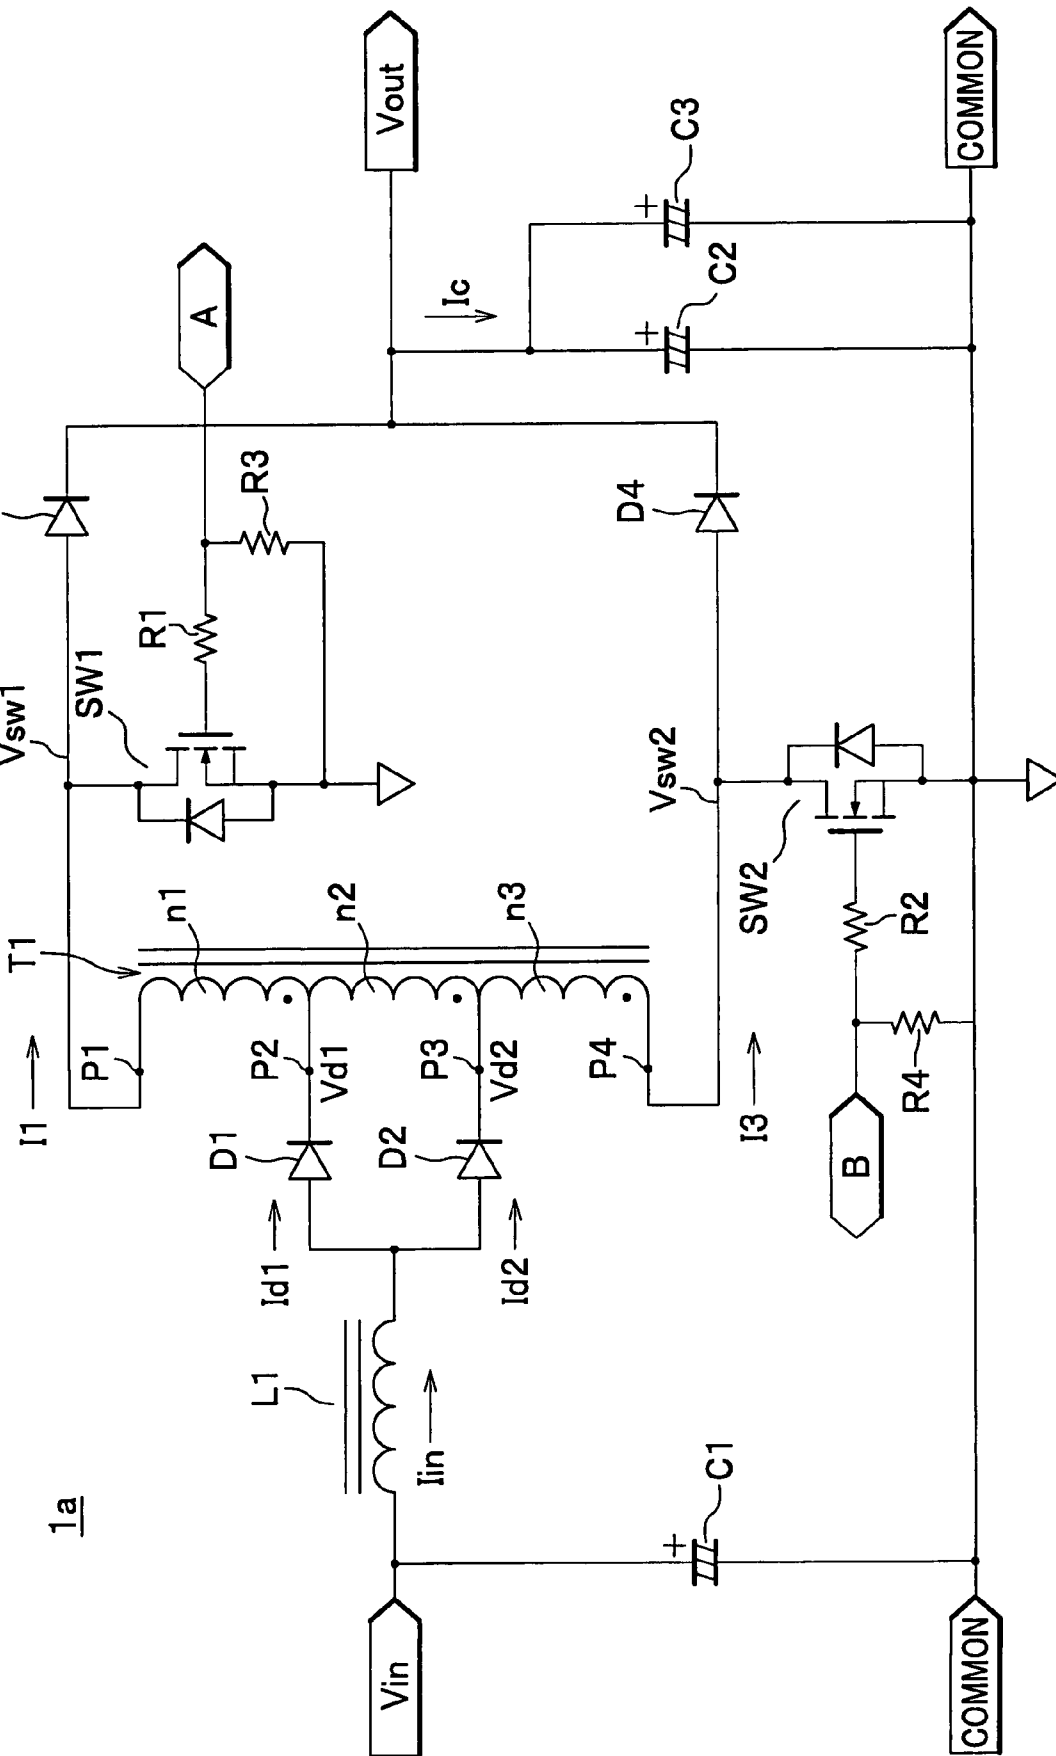 1a
Vin
COMMON
C1
L1
Iin
Id1
Id2
D1
D2
I1
P1
P2
Vd1
P3
Vd2
P4
I3
T1
n1
n2
n3
B
R4
R2
SW2
Vsw2
Vsw1
SW1
R1
R3
A
D4
Ic
C2
C3
Vout
COMMON
+
+
+